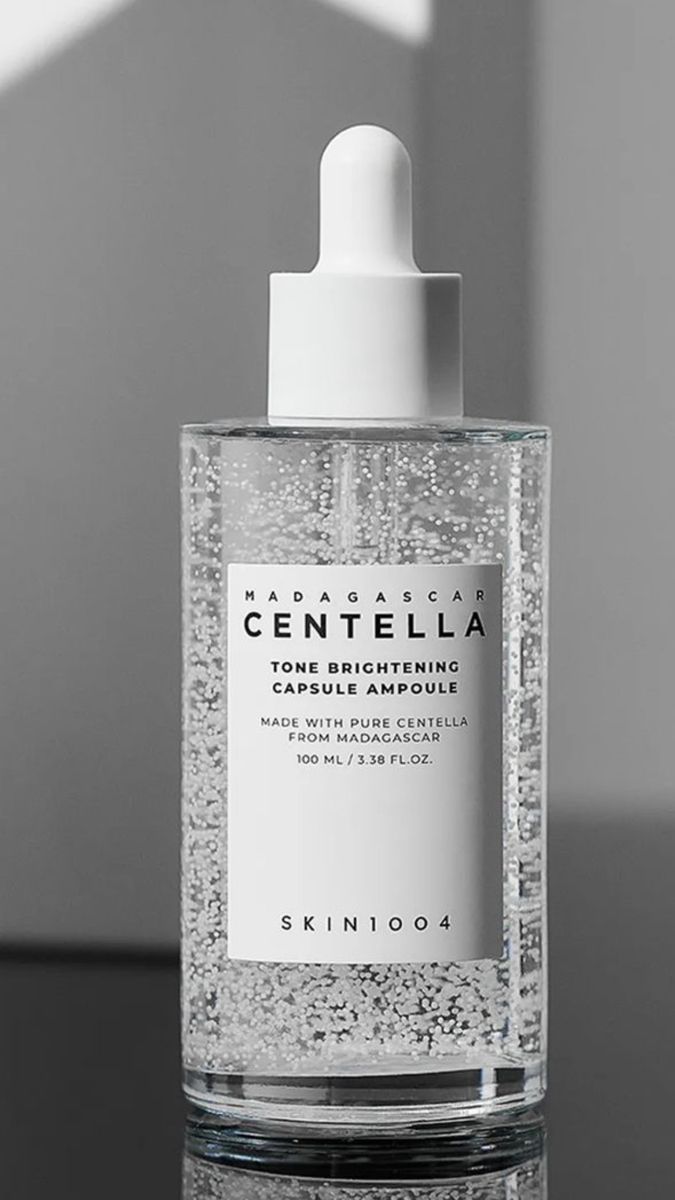 MADAGASCAR
CENTELLA
TONE BRIGHTENING
CAPSULE AMPOULE
MADE WITH PURE CENTELLA
FROM MADAGASCAR
100 ML / 3.38 FL.OZ.
SKIN1004